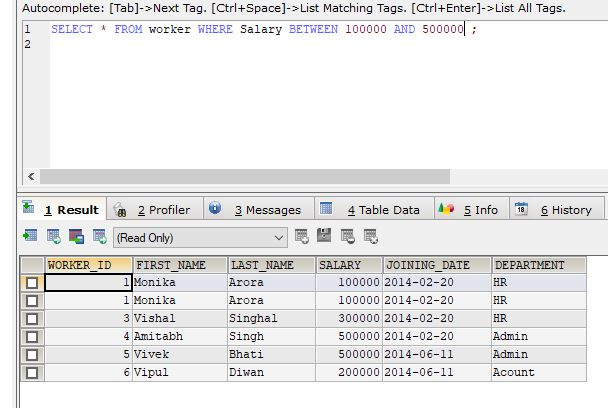 Autocomplete: [Tab]->Next Tag. [Ctrl+Space]->List Matching Tags. [Ctrl+Enter]->List All Tags.
1 SELECT * FROM worker WHERE Salary BETWEEN 100000 AND 500000 ;
2
1 Result 2 Profiler 3 Messages 4 Table Data 5 Info 18 6 History
(Read Only)
WORKER_ID FIRST_NAME LAST_NAME SALARY JOINING_DATE DEPARTMENT
1 Monika Arora 100000 2014-02-20 HR
1 Monika Arora 100000 2014-02-20 HR
3 Vishal Singhal 300000 2014-02-20 HR
4 Amitabh Singh 500000 2014-02-20 Admin
5 Vivek Bhati 500000 2014-06-11 Admin
6 Vipul Diwan 200000 2014-06-11 Acount